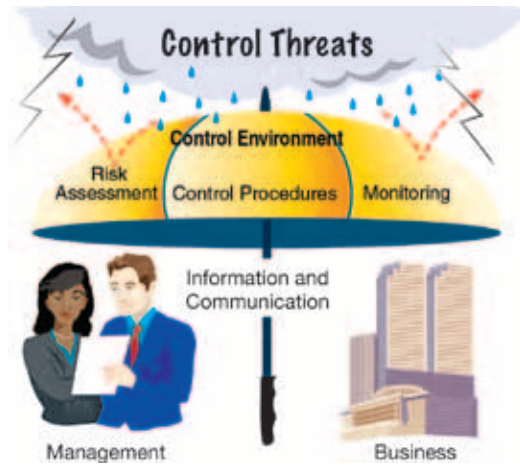 Control Threats
Control Environment
Risk
Assessment
Control Procedures
Monitoring
Information and
Communication
Management
Business